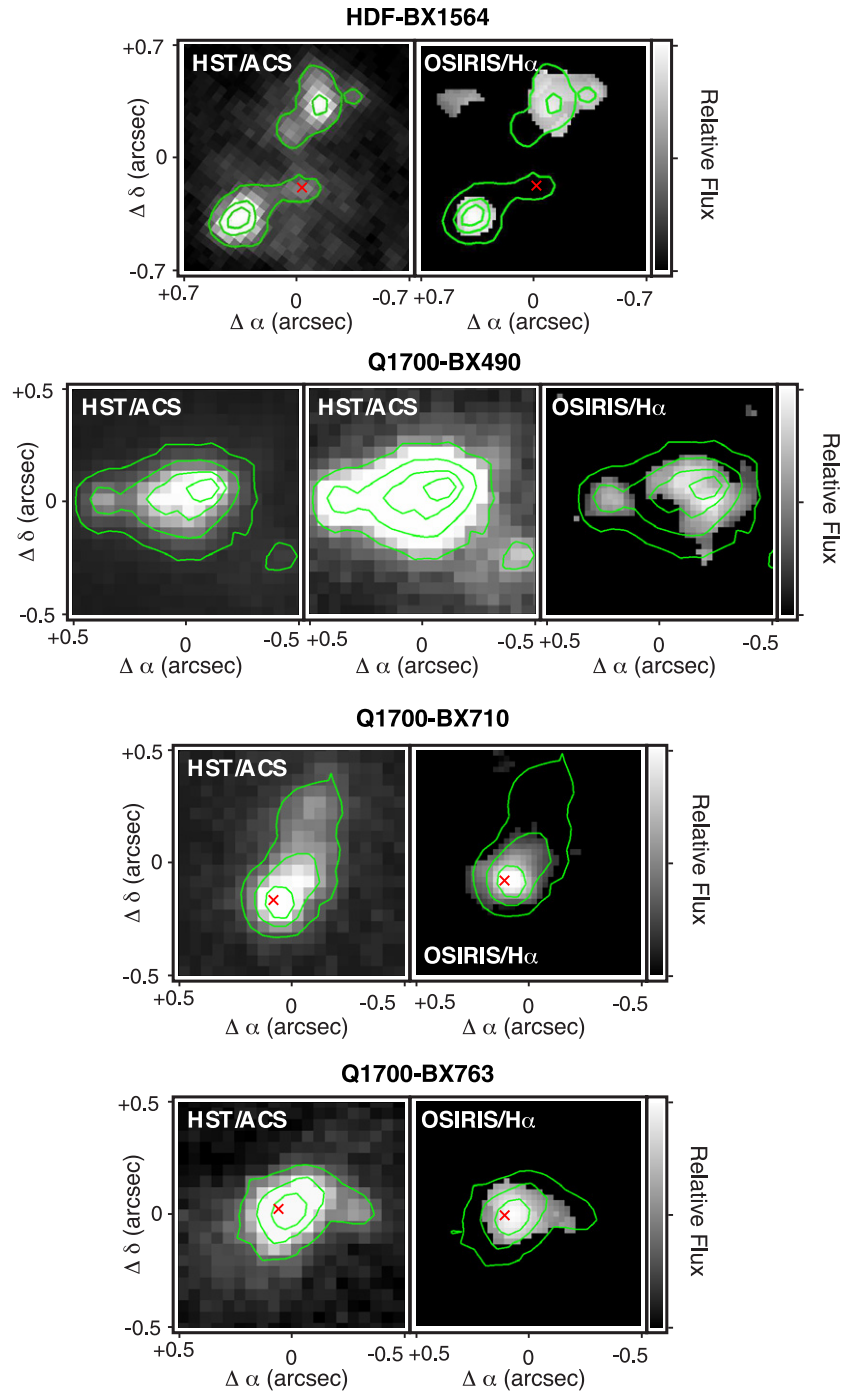 HDF-BX1564
+0.7
HST/ACS
OSIRIS/Hα
Δ δ (arcsec)
0
-0.7
+0.7
0
-0.7
+0.7
0
-0.7
Δ α (arcsec)
Δ α (arcsec)
Relative Flux
Q1700-BX490
+0.5
HST/ACS
HST/ACS
OSIRIS/Hα
Δ δ (arcsec)
0
-0.5
+0.5
0
-0.5
+0.5
0
-0.5
+0.5
0
-0.5
Δ α (arcsec)
Δ α (arcsec)
Δ α (arcsec)
Relative Flux
Q1700-BX710
+0.5
HST/ACS
OSIRIS/Hα
Δ δ (arcsec)
0
-0.5
+0.5
0
-0.5
+0.5
0
-0.5
Δ α (arcsec)
Δ α (arcsec)
Relative Flux
Q1700-BX763
+0.5
HST/ACS
OSIRIS/Hα
Δ δ (arcsec)
0
-0.5
+0.5
0
-0.5
+0.5
0
-0.5
Δ α (arcsec)
Δ α (arcsec)
Relative Flux